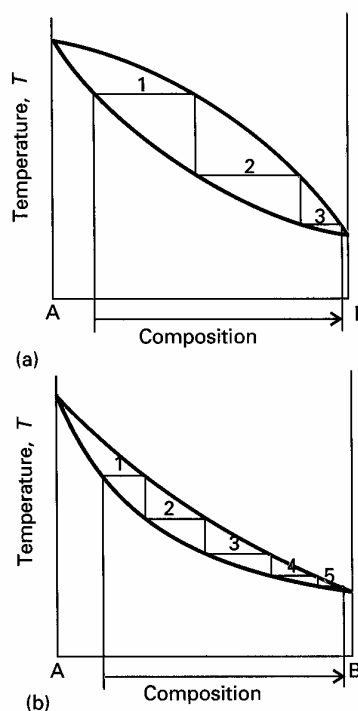 Temperature, T
1
2
3
A
Composition
(a)
Temperature, T
1
2
3
4
5
A B
Composition
(b)